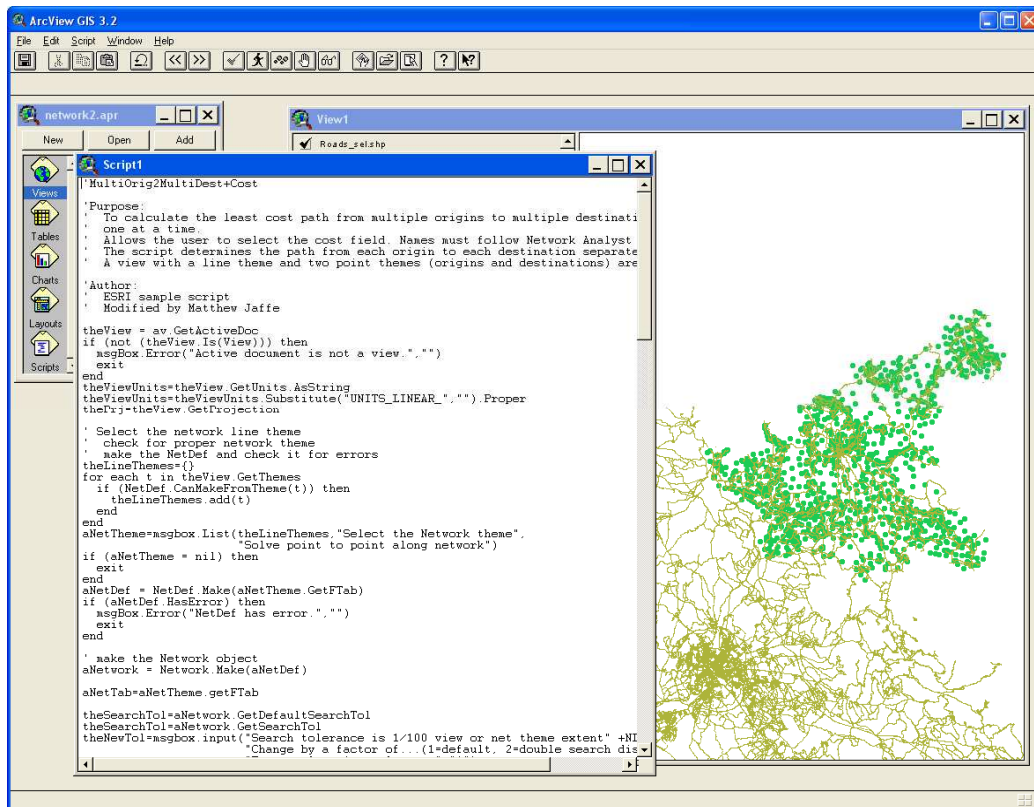 ArcView GIS 3.2
File Edit Script Window Help
network2.apr
New Open Add
Views
Tables
Charts
Layouts
Scripts
View1
Roads_sel.shp
Script1
'MultiOrig2MultiDest+Cost
'Purpose:
' To calculate the least cost path from multiple origins to multiple destinati
' one at a time.
' Allows the user to select the cost field. Names must follow Network Analyst
' The script determines the path from each origin to each destination separate
' A view with a line theme and two point themes (origins and destinations) are
'Author:
' ESRI sample script
' Modified by Matthew Jaffe
theView = av.GetActiveDoc
if (not (theView.Is(View))) then
msgBox.Error("Active document is not a view.","")
exit
end
theViewUnits=theView.GetUnits.AsString
theViewUnits=theViewUnits.Substitute("UNITS_LINEAR_","").Proper
thePrj=theView.GetProjection
' Select the network line theme
' check for proper network theme
' make the NetDef and check it for errors
theLineThemes={}
for each t in theView.GetThemes
if (NetDef.CanMakeFromTheme(t)) then
theLineThemes.add(t)
end
end
aNetTheme=msgbox.List(theLineThemes,"Select the Network theme",
"Solve point to point along network")
if (aNetTheme = nil) then
exit
end
aNetDef = NetDef.Make(aNetTheme.GetFTab)
if (aNetDef.HasError) then
msgBox.Error("NetDef has error.","")
exit
end
' make the Network object
aNetwork = Network.Make(aNetDef)
aNetTab=aNetTheme.getFTab
theSearchTol=aNetwork.GetDefaultSearchTol
theSearchTol=aNetwork.GetSearchTol
theNewTol=msgbox.input("Search tolerance is 1/100 view or net theme extent" +Nl
"Change by a factor of...(1=default, 2=double search dis